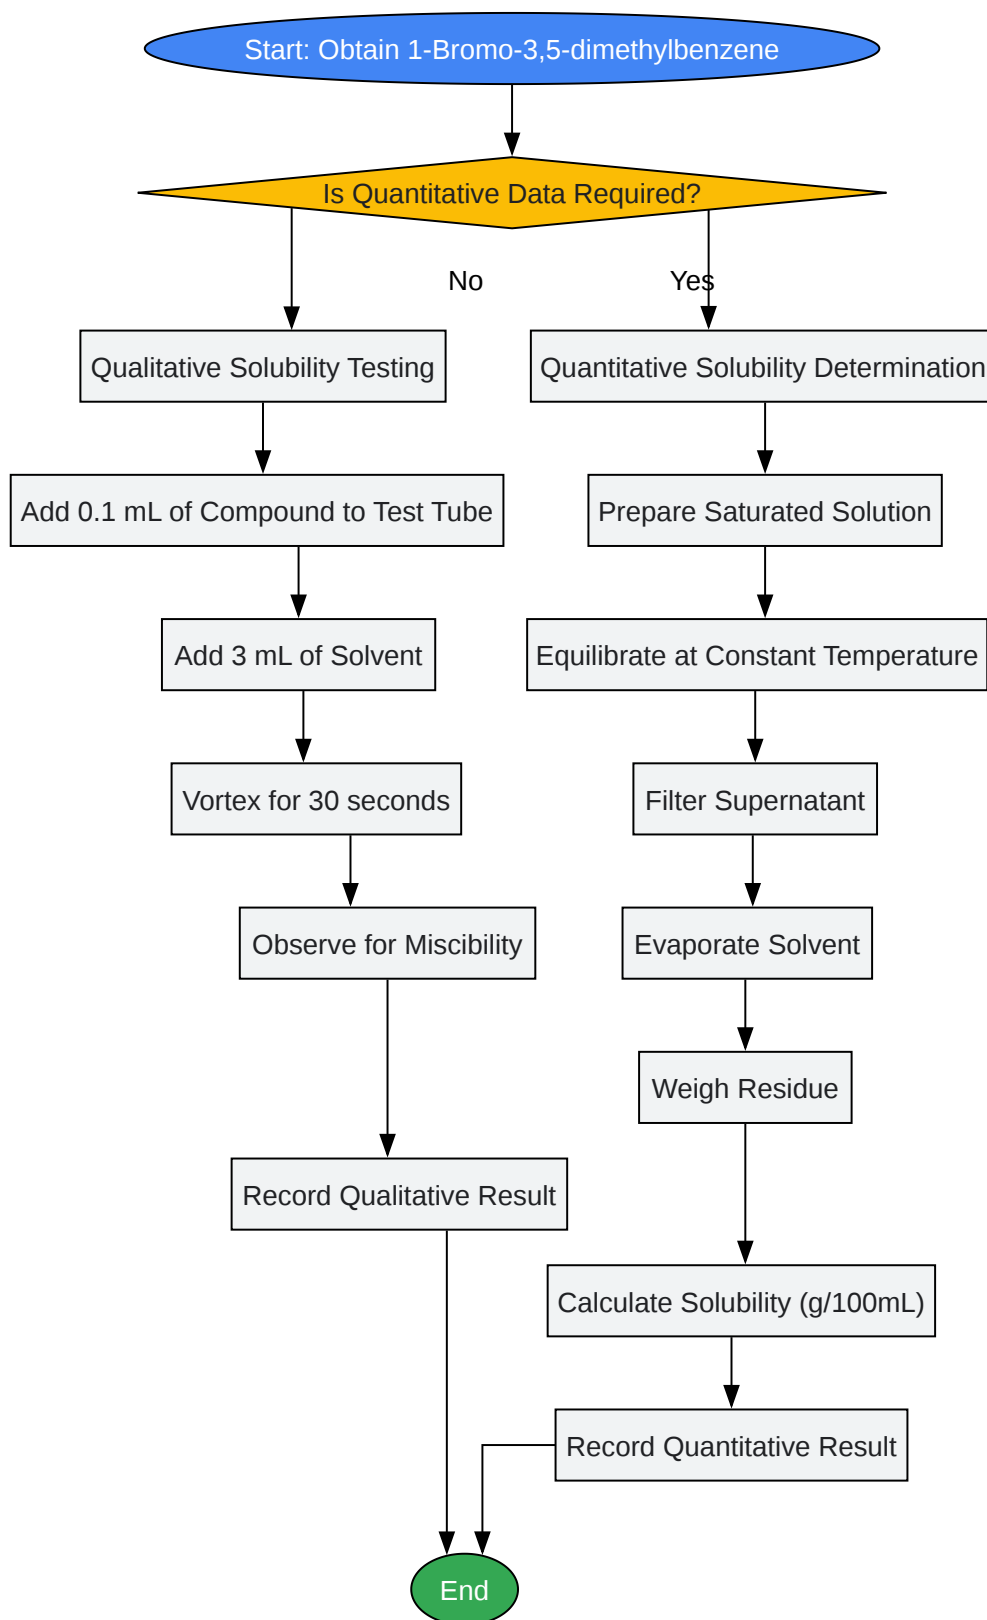 Start: Obtain 1-Bromo-3,5-dimethylbenzene
Is Quantitative Data Required?
No
Yes
Qualitative Solubility Testing
Quantitative Solubility Determination
Add 0.1 mL of Compound to Test Tube
Prepare Saturated Solution
Add 3 mL of Solvent
Equilibrate at Constant Temperature
Vortex for 30 seconds
Filter Supernatant
Observe for Miscibility
Evaporate Solvent
Weigh Residue
Record Qualitative Result
Calculate Solubility (g/100mL)
Record Quantitative Result
End